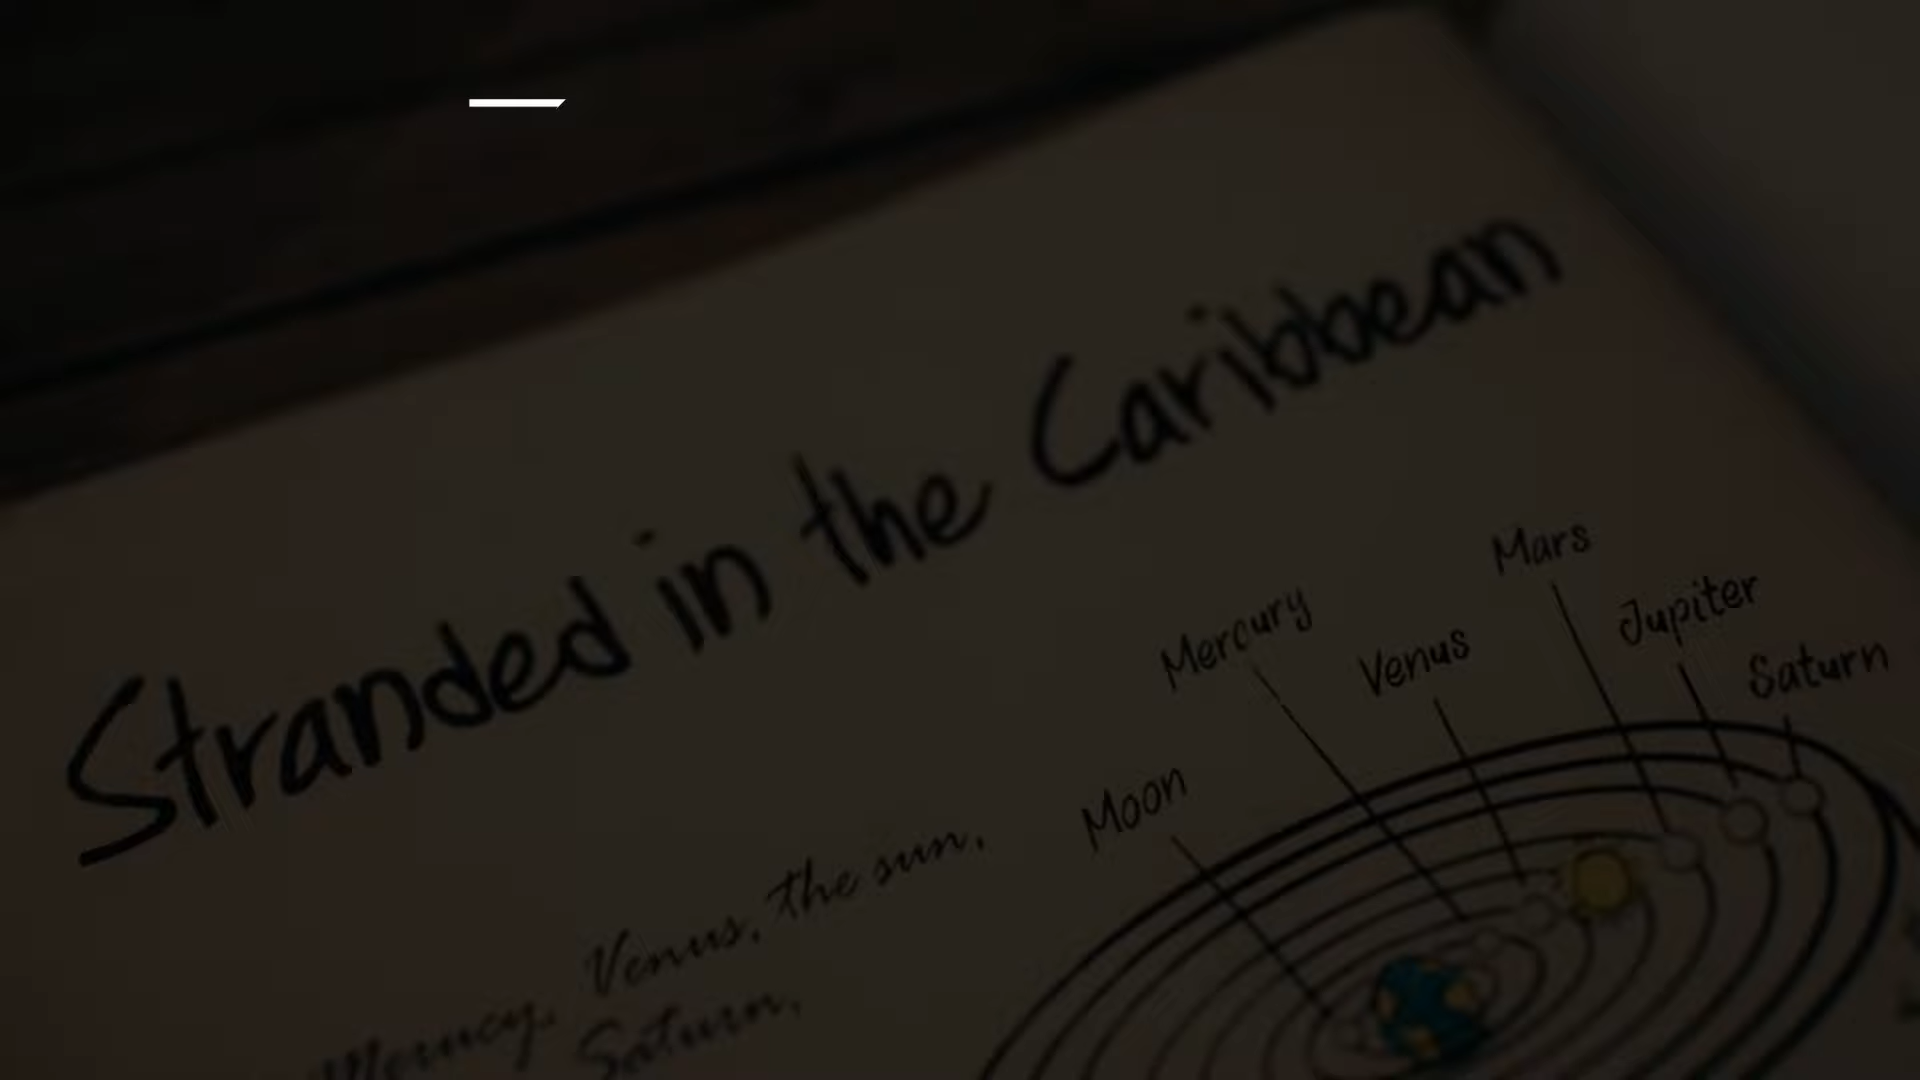 Stranded in the Caribbean
Mars
Jupiter
Mercury
Venus
Saturn
Moon
Venus, the sun,
Saturn,